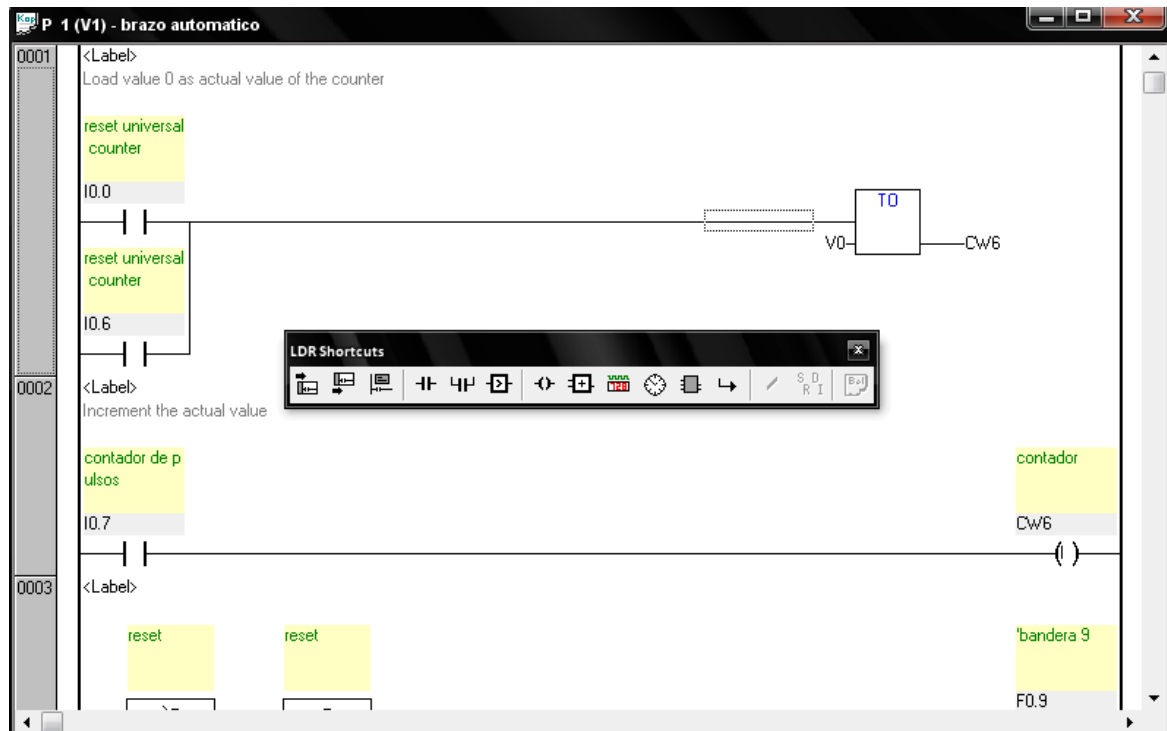 P 1 (V1) - brazo automatico
0001
<Label>
Load value 0 as actual value of the counter
reset universal
counter
I0.0
TO
V0
CW6
reset universal
counter
I0.6
LDR Shortcuts
0002
<Label>
Increment the actual value
contador de p
ulsos
contador
I0.7
CW6
0003
<Label>
reset
reset
'bandera 9
F0.9